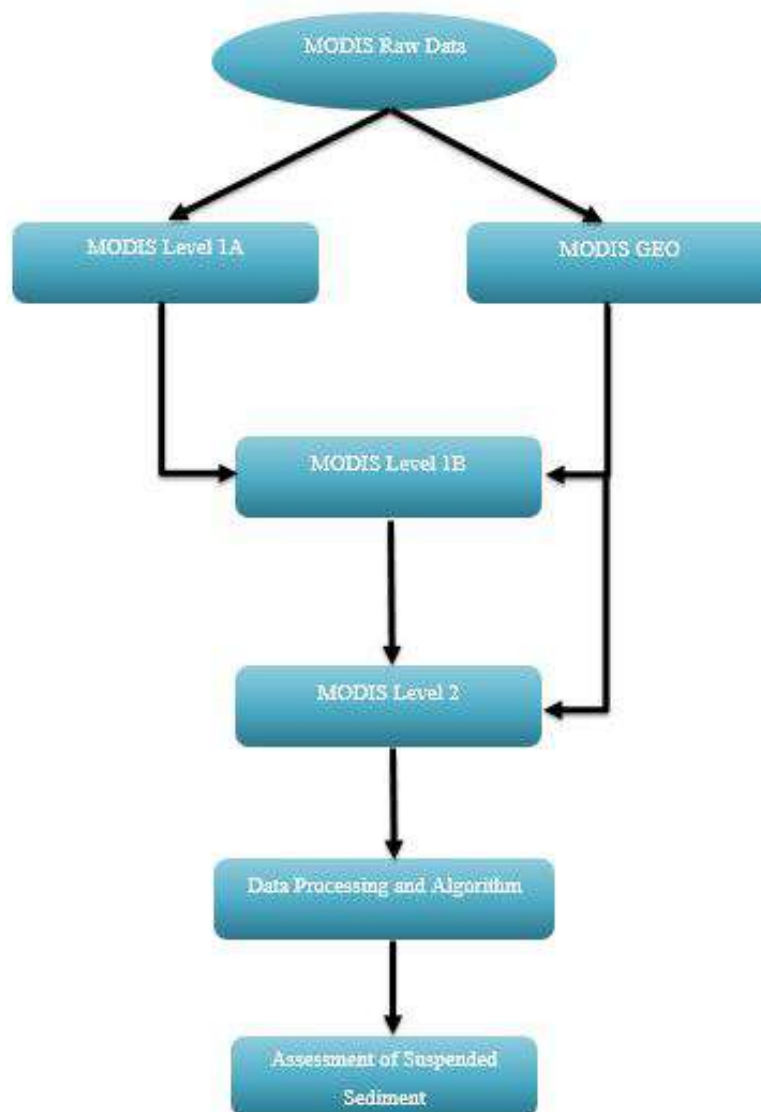 MODIS Raw Data
MODIS Level 1A
MODIS GEO
MODIS Level 1B
MODIS Level 2
Data Processing and Algorithm
Assessment of Suspended
Sediment